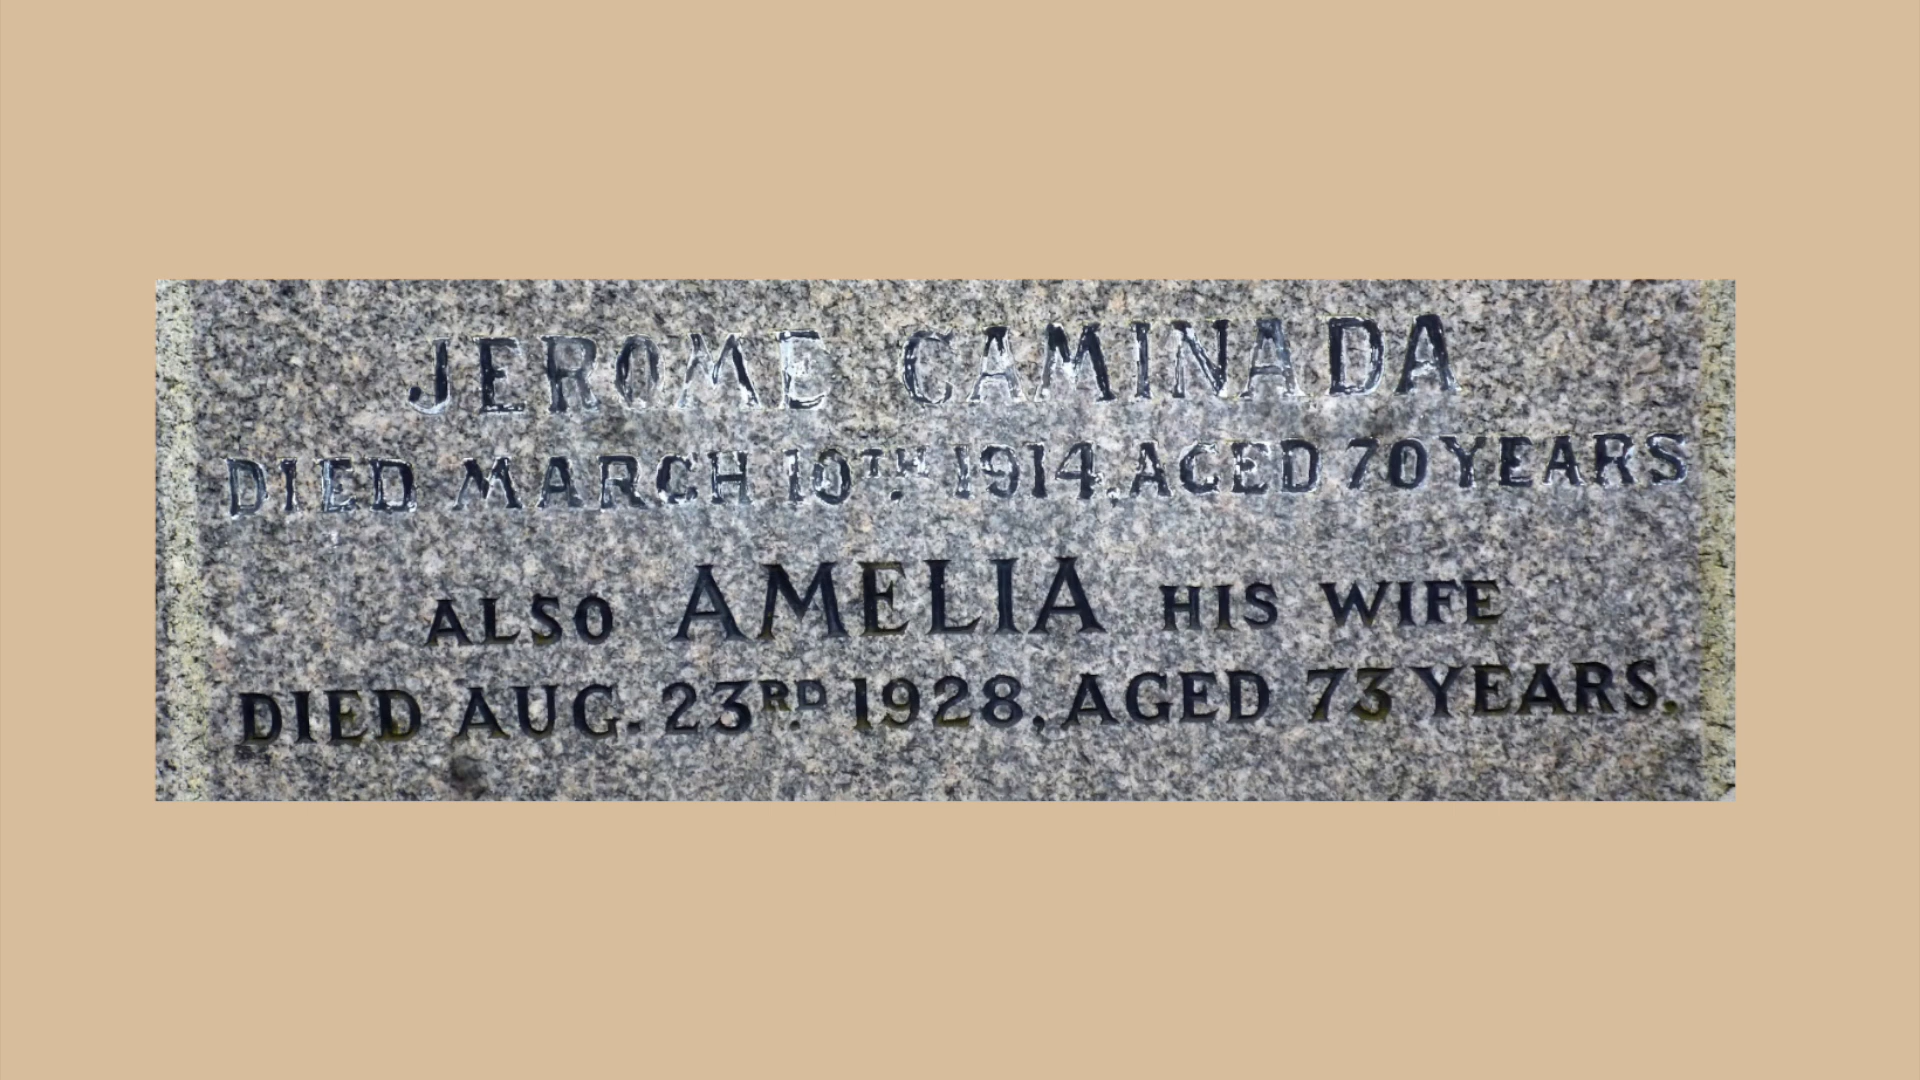 JEROME CAMINADA
DIED MARCH 10TH 1914, AGED 70 YEARS
ALSO AMELIA HIS WIFE
DIED AUG. 23RD 1928, AGED 73 YEARS.